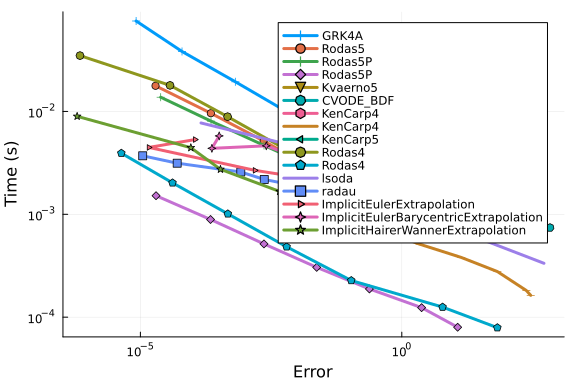 GRK4A
Rodas5
Rodas5P
Rodas5P
Kvaerno5
CVODE_BDF
KenCarp4
KenCarp4
KenCarp5
Rodas4
Rodas4
lsoda
radau
ImplicitEulerExtrapolation
ImplicitEulerBarycentricExtrapolation
ImplicitHairerWannerExtrapolation
Time (s)
10⁻²
10⁻³
10⁻⁴
10⁻⁵
10⁰
Error